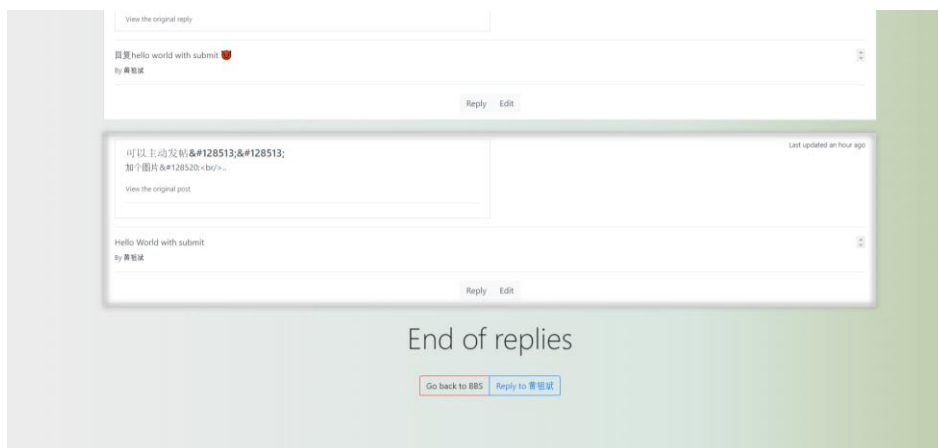 View the original reply
回复hello world with submit 👹
By 黄钽斌
Reply Edit
可以主动发帖&#128513;&#128513;
Last updated an hour ago
加个图片&#128520;<br/>..
View the original post
Hello World with submit
By 黄钽斌
Reply Edit
End of replies
Go back to BBS Reply to 黄钽斌